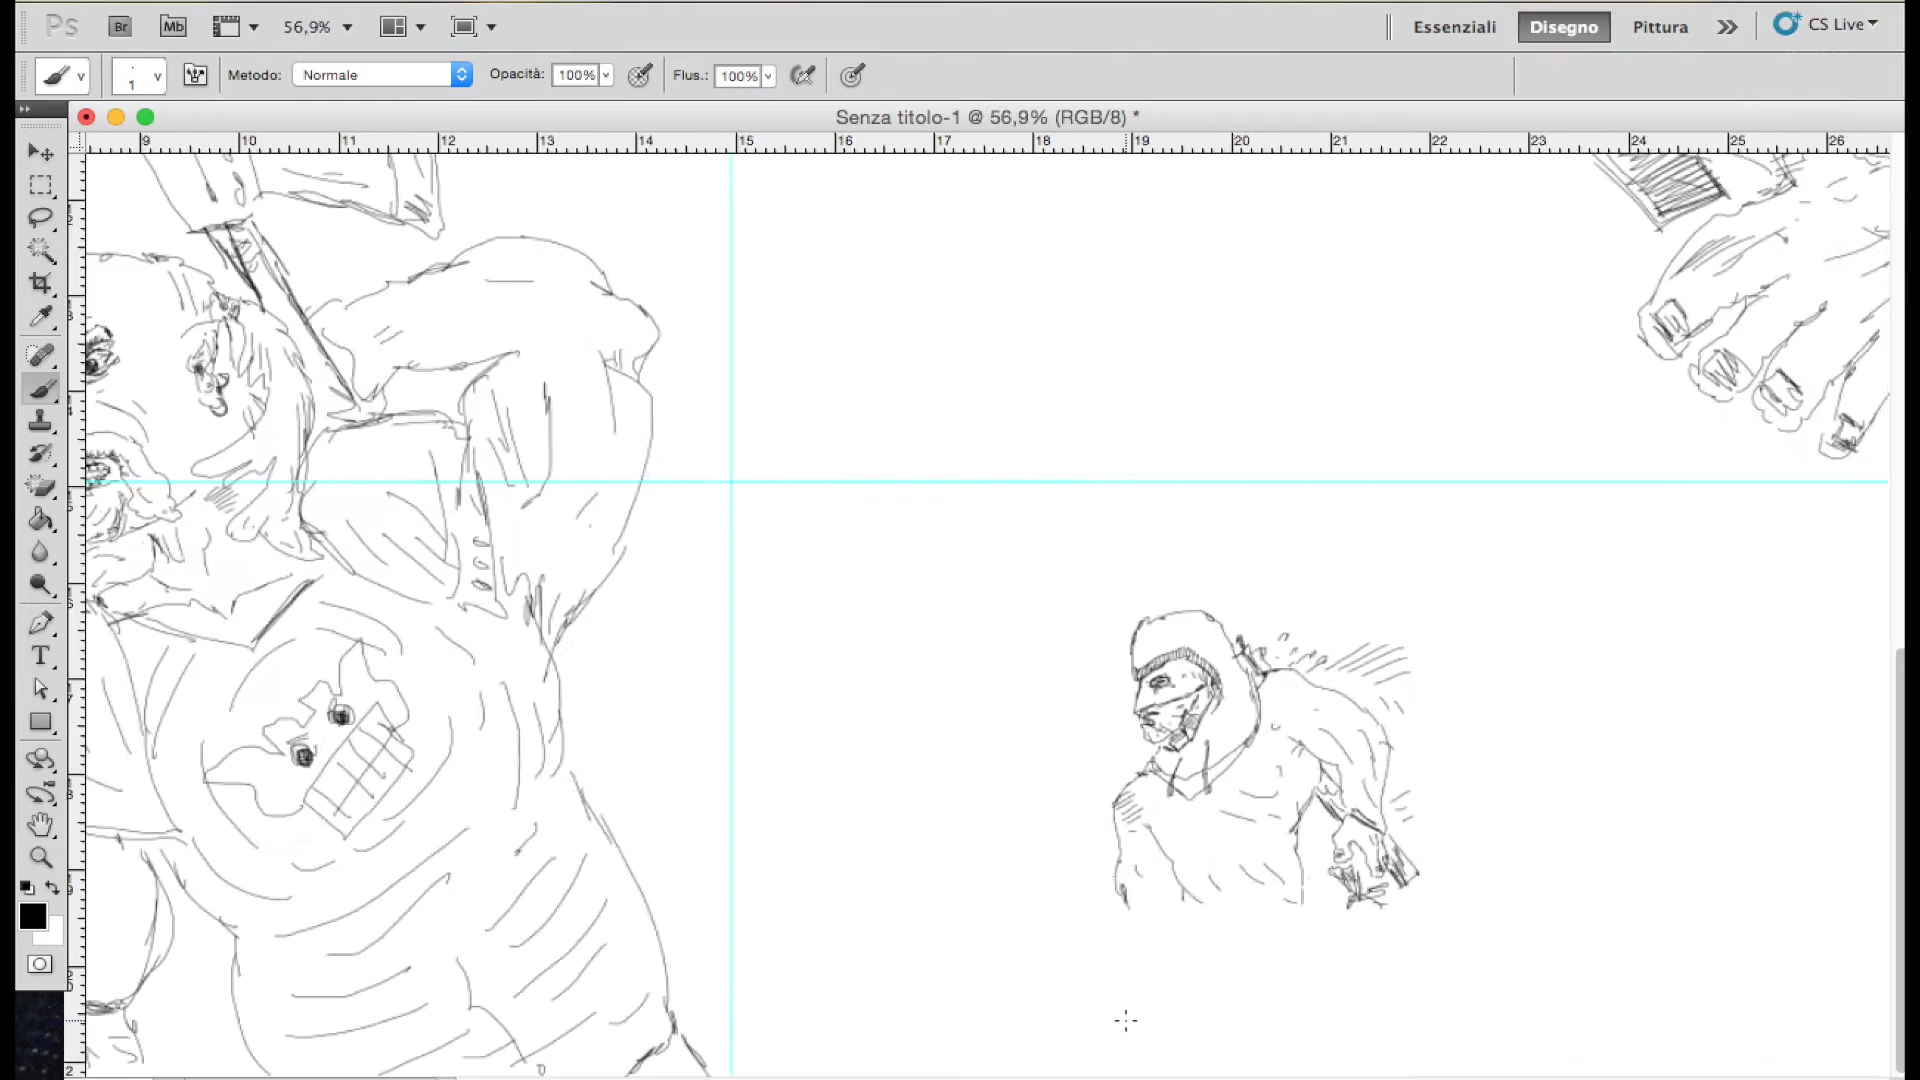 Ps Br Mb 56,9% Essenziali Disegno Pittura CS Live
1 Metodo: Normale Opacità: 100% Flus.: 100%
Senza titolo-1 @ 56,9% (RGB/8) *
9 10 11 12 13 14 15 16 17 18 19 20 21 22 23 24 25 26
T